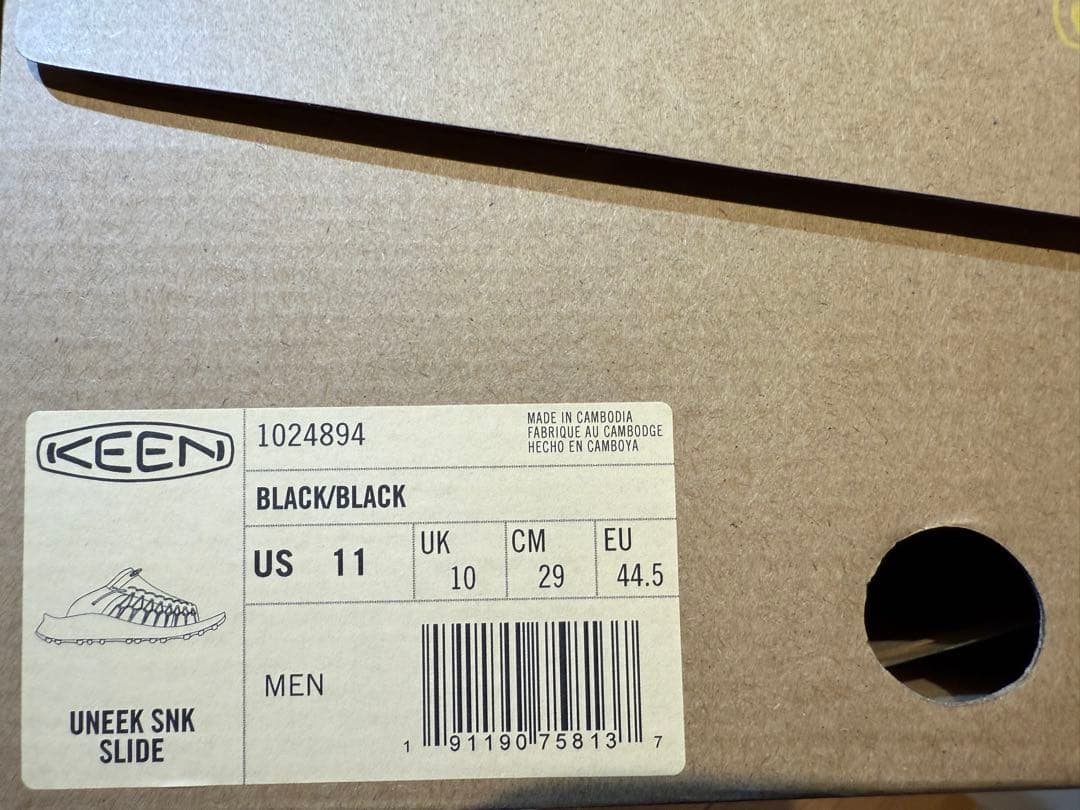 KEEN
1024894
MADE IN CAMBODIA
FABRIQUE AU CAMBODGE
HECHO EN CAMBOYA
BLACK/BLACK
US 11
UK
10
CM
29
EU
44.5
MEN
UNEEK SNK
SLIDE
1 91190 75813 7